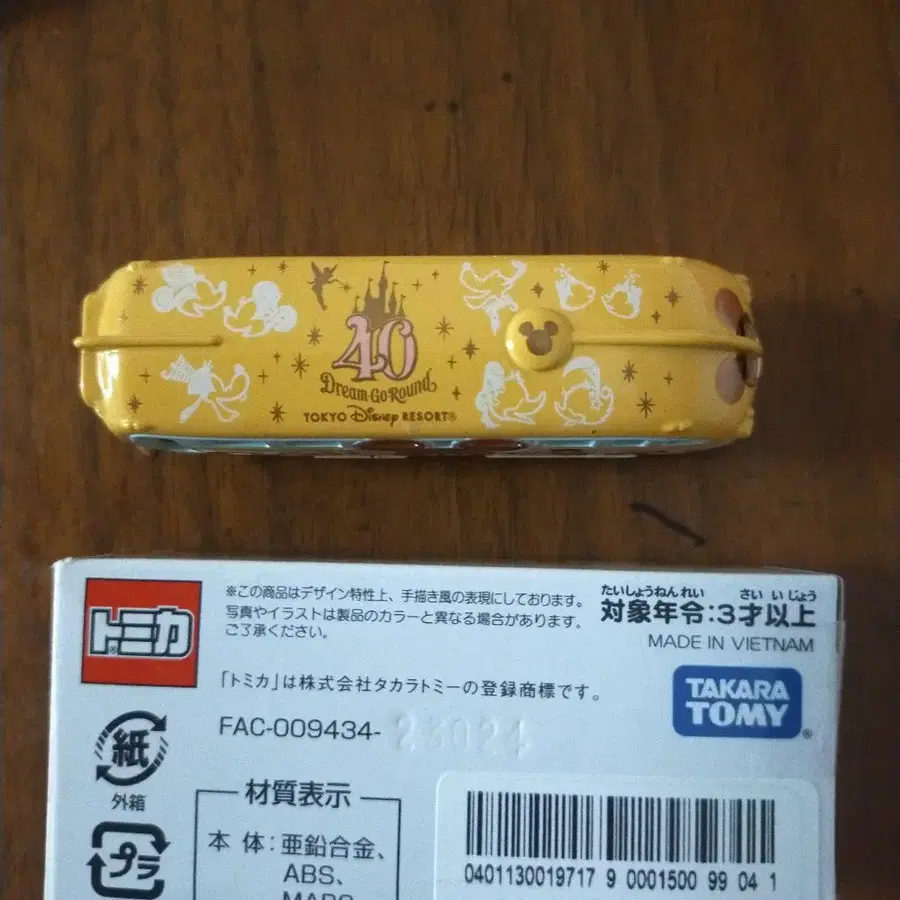 40
Dream-Go-Round
TOKYO Disney RESORT®
トミカ®
※この商品はデザイン特性上、手描き風の表現にしております。
写真やイラストは製品のカラーと異なる場合があります。
ご了承ください。
たいしょうねんれい さいいじょう
対象年令:3才以上
MADE IN VIETNAM
「トミカ」は株式会社タカラトミーの登録商標です。
TAKARA
TOMY®
FAC-009434-23024
紙
外箱
プラ
材質表示
本体:亜鉛合金、
ABS、
0401130019717 9 0001500 99 04 1